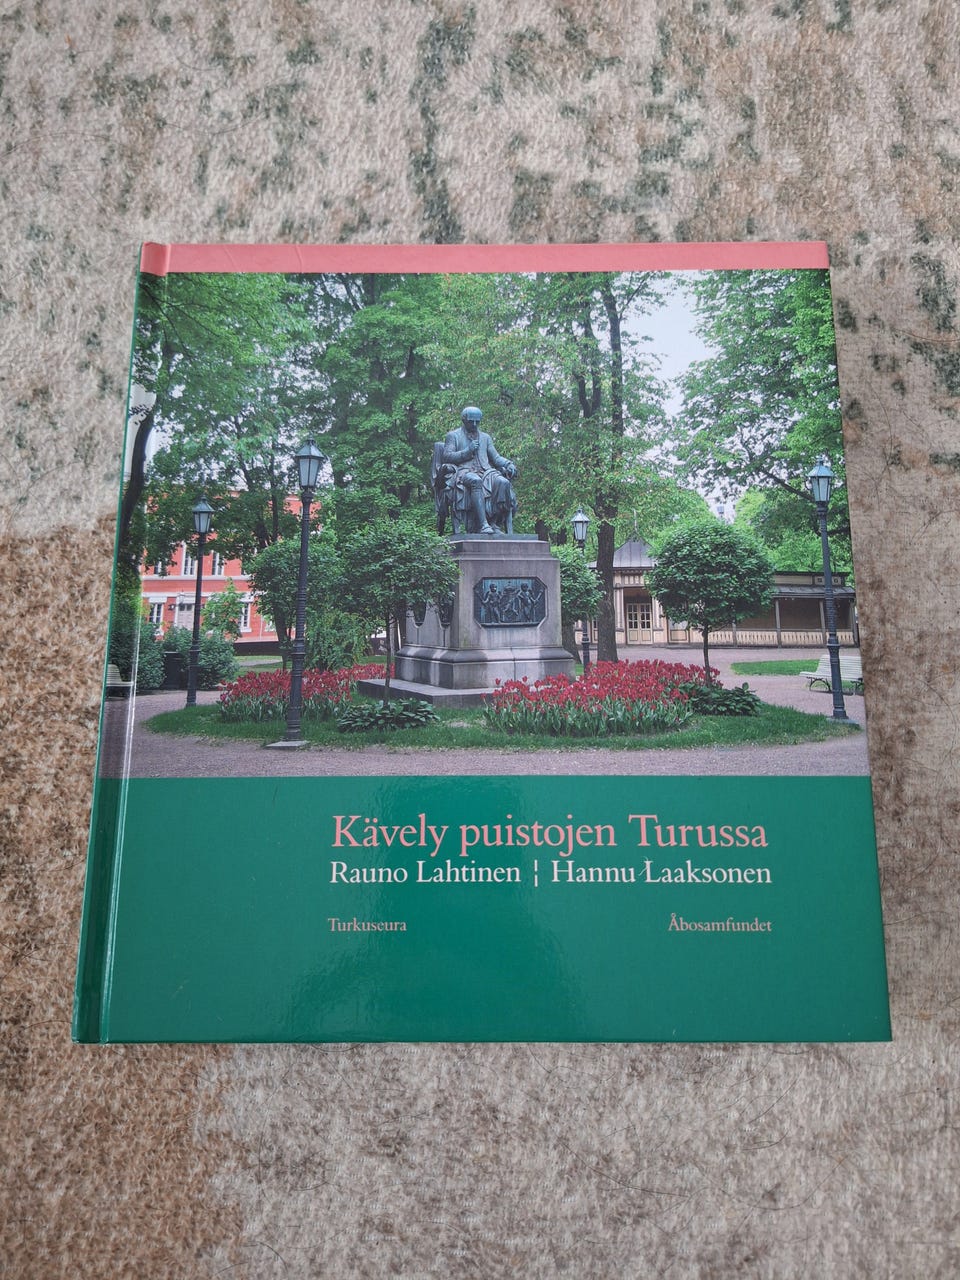 Kävely puistojen Turussa
Rauno Lahtinen ¦ Hannu Laaksonen
Turkuseura Åbosamfundet